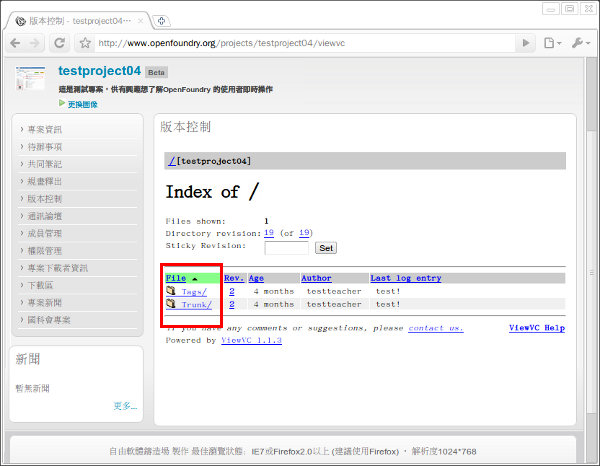 版本控制 - testproject04…
http://www.openfoundry.org/projects/testproject04/viewvc
testproject04 Beta
這是測試專案，供有興趣想了解OpenFoundry 的使用者即時操作
更換圖像
專案資訊
待辦事項
共同筆記
規畫釋出
版本控制
通訊論壇
成員管理
權限管理
專案下載者資訊
下載區
專案新聞
國科會專案
新聞
暫無新聞
更多...
版本控制
/[testproject04]
Index of /
Files shown: 1
Directory revision: 19 (of 19)
Sticky Revision: Set
File Rev. Age Author Last log entry
Tags/ 2 4 months testteacher test!
Trunk/ 2 4 months testteacher test!
If you have any comments or suggestions, please contact us. ViewVC Help
Powered by ViewVC 1.1.3
自由軟體鑄造場 製作 最佳瀏覽狀態：IE7或Firefox2.0以上 (建議使用Firefox) ‧ 解析度1024*768